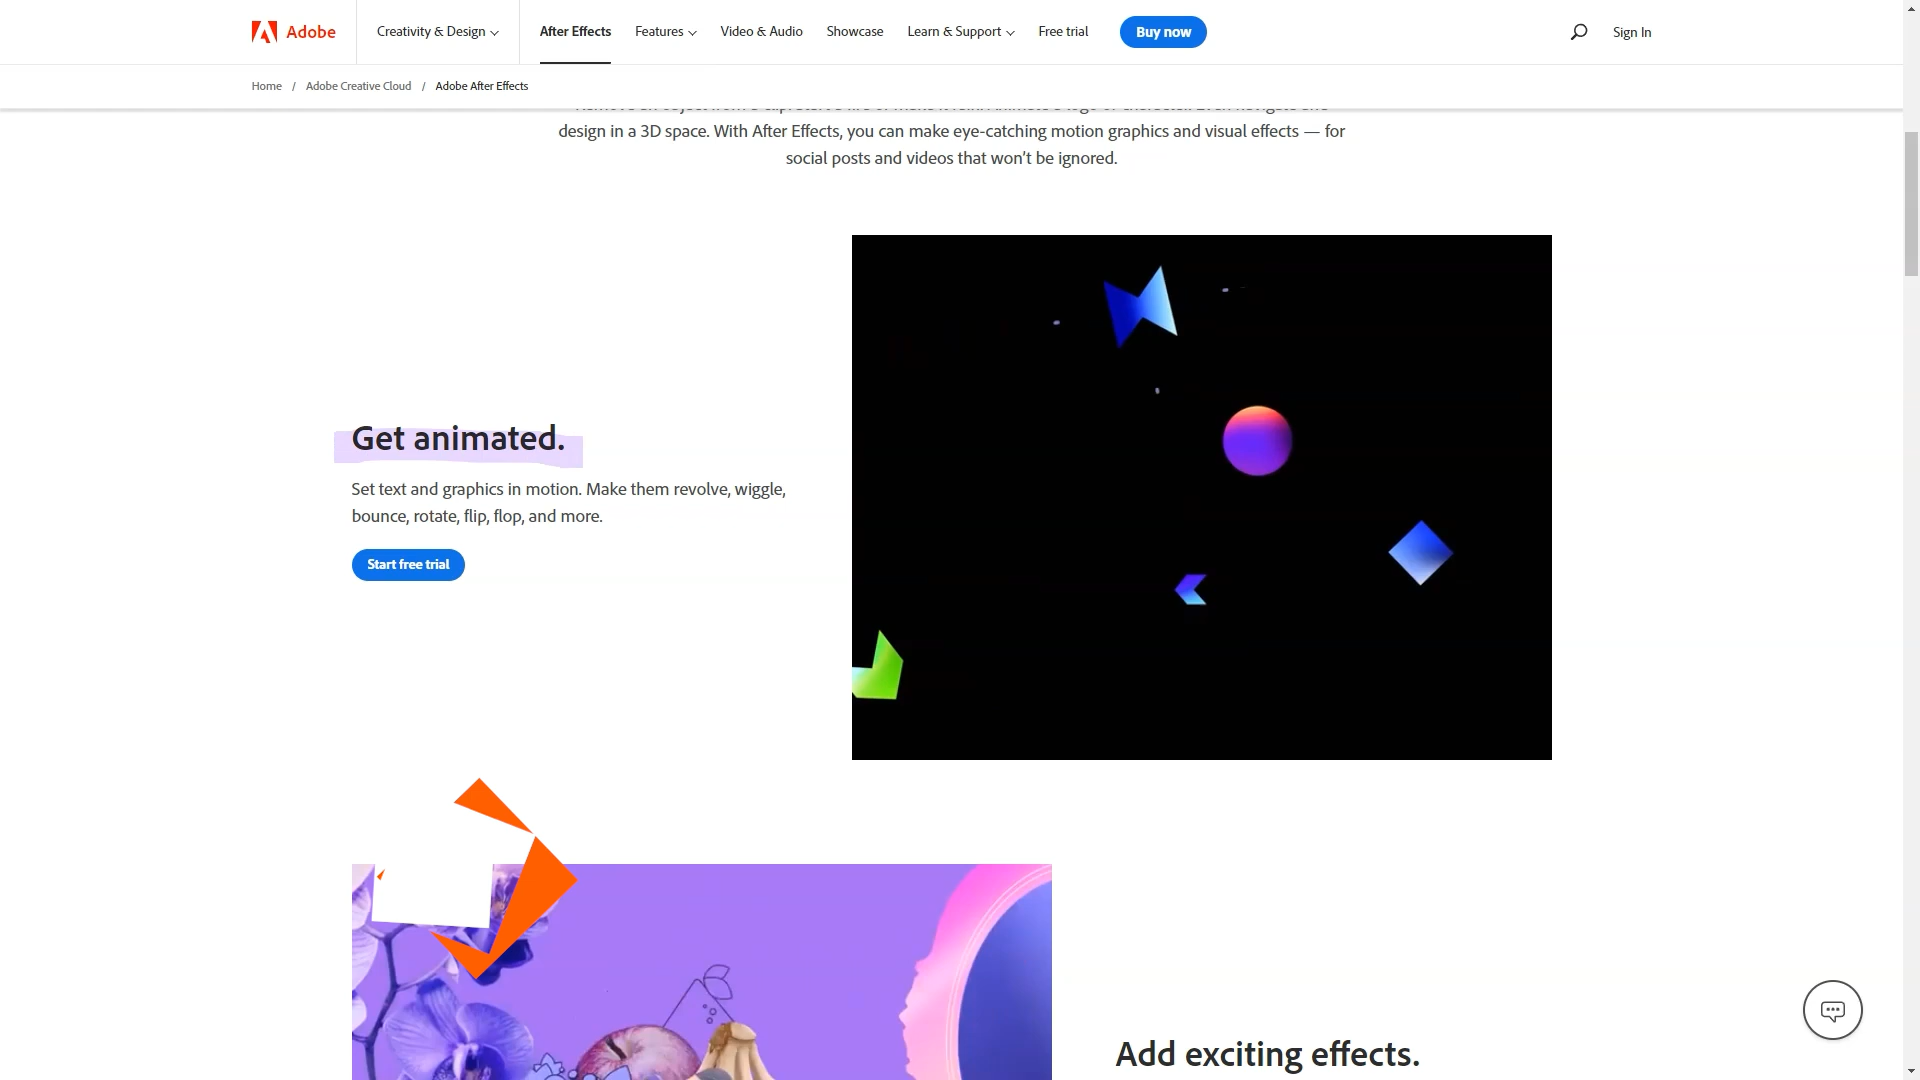 Adobe
Creativity & Design
After Effects
Features
Video & Audio
Showcase
Learn & Support
Free trial
Buy now
Sign In
Home / Adobe Creative Cloud / Adobe After Effects
design in a 3D space. With After Effects, you can make eye-catching motion graphics and visual effects — for
social posts and videos that won’t be ignored.
Get animated.
Set text and graphics in motion. Make them revolve, wiggle,
bounce, rotate, flip, flop, and more.
Start free trial
Add exciting effects.